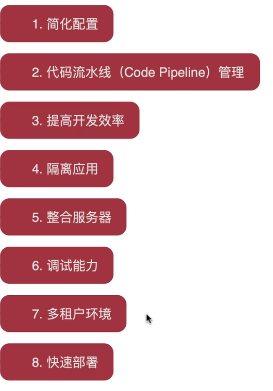 1. 简化配置
2. 代码流水线（Code Pipeline）管理
3. 提高开发效率
4. 隔离应用
5. 整合服务器
6. 调试能力
7. 多租户环境
8. 快速部署